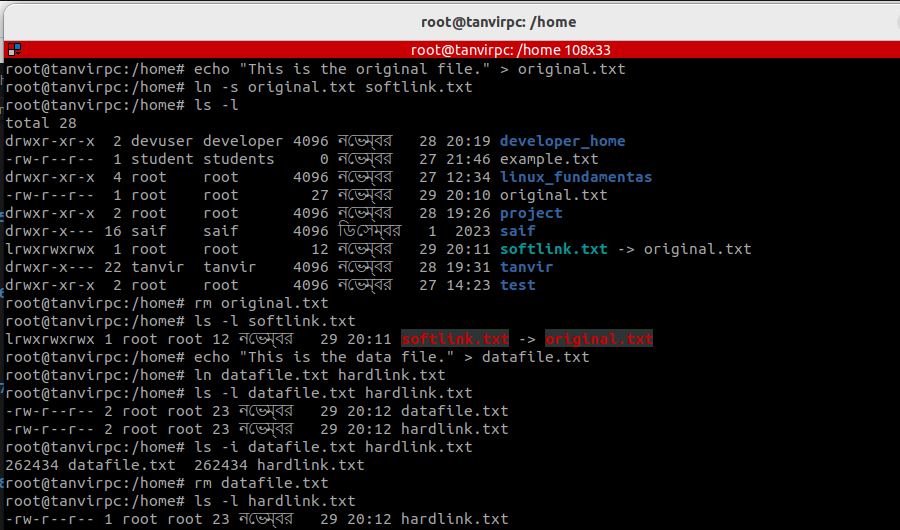 root@tanvirpc: /home
root@tanvirpc: /home 108x33
root@tanvirpc:/home# echo "This is the original file." > original.txt
root@tanvirpc:/home# ln -s original.txt softlink.txt
root@tanvirpc:/home# ls -l
total 28
drwxr-xr-x  2 devuser developer 4096 নভেম্বর   28 20:19 developer_home
-rw-r--r--  1 student students     0 নভেম্বর   27 21:46 example.txt
drwxr-xr-x  4 root    root      4096 নভেম্বর   27 12:34 linux_fundamentas
-rw-r--r--  1 root    root        27 নভেম্বর   29 20:10 original.txt
drwxr-xr-x  2 root    root      4096 নভেম্বর   28 19:26 project
drwxr-x--- 16 saif    saif      4096 ডিসেম্বর   1  2023 saif
lrwxrwxrwx  1 root    root        12 নভেম্বর   29 20:11 softlink.txt -> original.txt
drwxr-x--- 22 tanvir  tanvir    4096 নভেম্বর   28 19:31 tanvir
drwxr-xr-x  2 root    root      4096 নভেম্বর   27 14:23 test
root@tanvirpc:/home# rm original.txt
root@tanvirpc:/home# ls -l softlink.txt
lrwxrwxrwx 1 root root 12 নভেম্বর   29 20:11 softlink.txt -> original.txt
root@tanvirpc:/home# echo "This is the data file." > datafile.txt
root@tanvirpc:/home# ln datafile.txt hardlink.txt
root@tanvirpc:/home# ls -l datafile.txt hardlink.txt
-rw-r--r-- 2 root root 23 নভেম্বর   29 20:12 datafile.txt
-rw-r--r-- 2 root root 23 নভেম্বর   29 20:12 hardlink.txt
root@tanvirpc:/home# ls -i datafile.txt hardlink.txt
262434 datafile.txt  262434 hardlink.txt
root@tanvirpc:/home# rm datafile.txt
root@tanvirpc:/home# ls -l hardlink.txt
-rw-r--r-- 1 root root 23 নভেম্বর   29 20:12 hardlink.txt